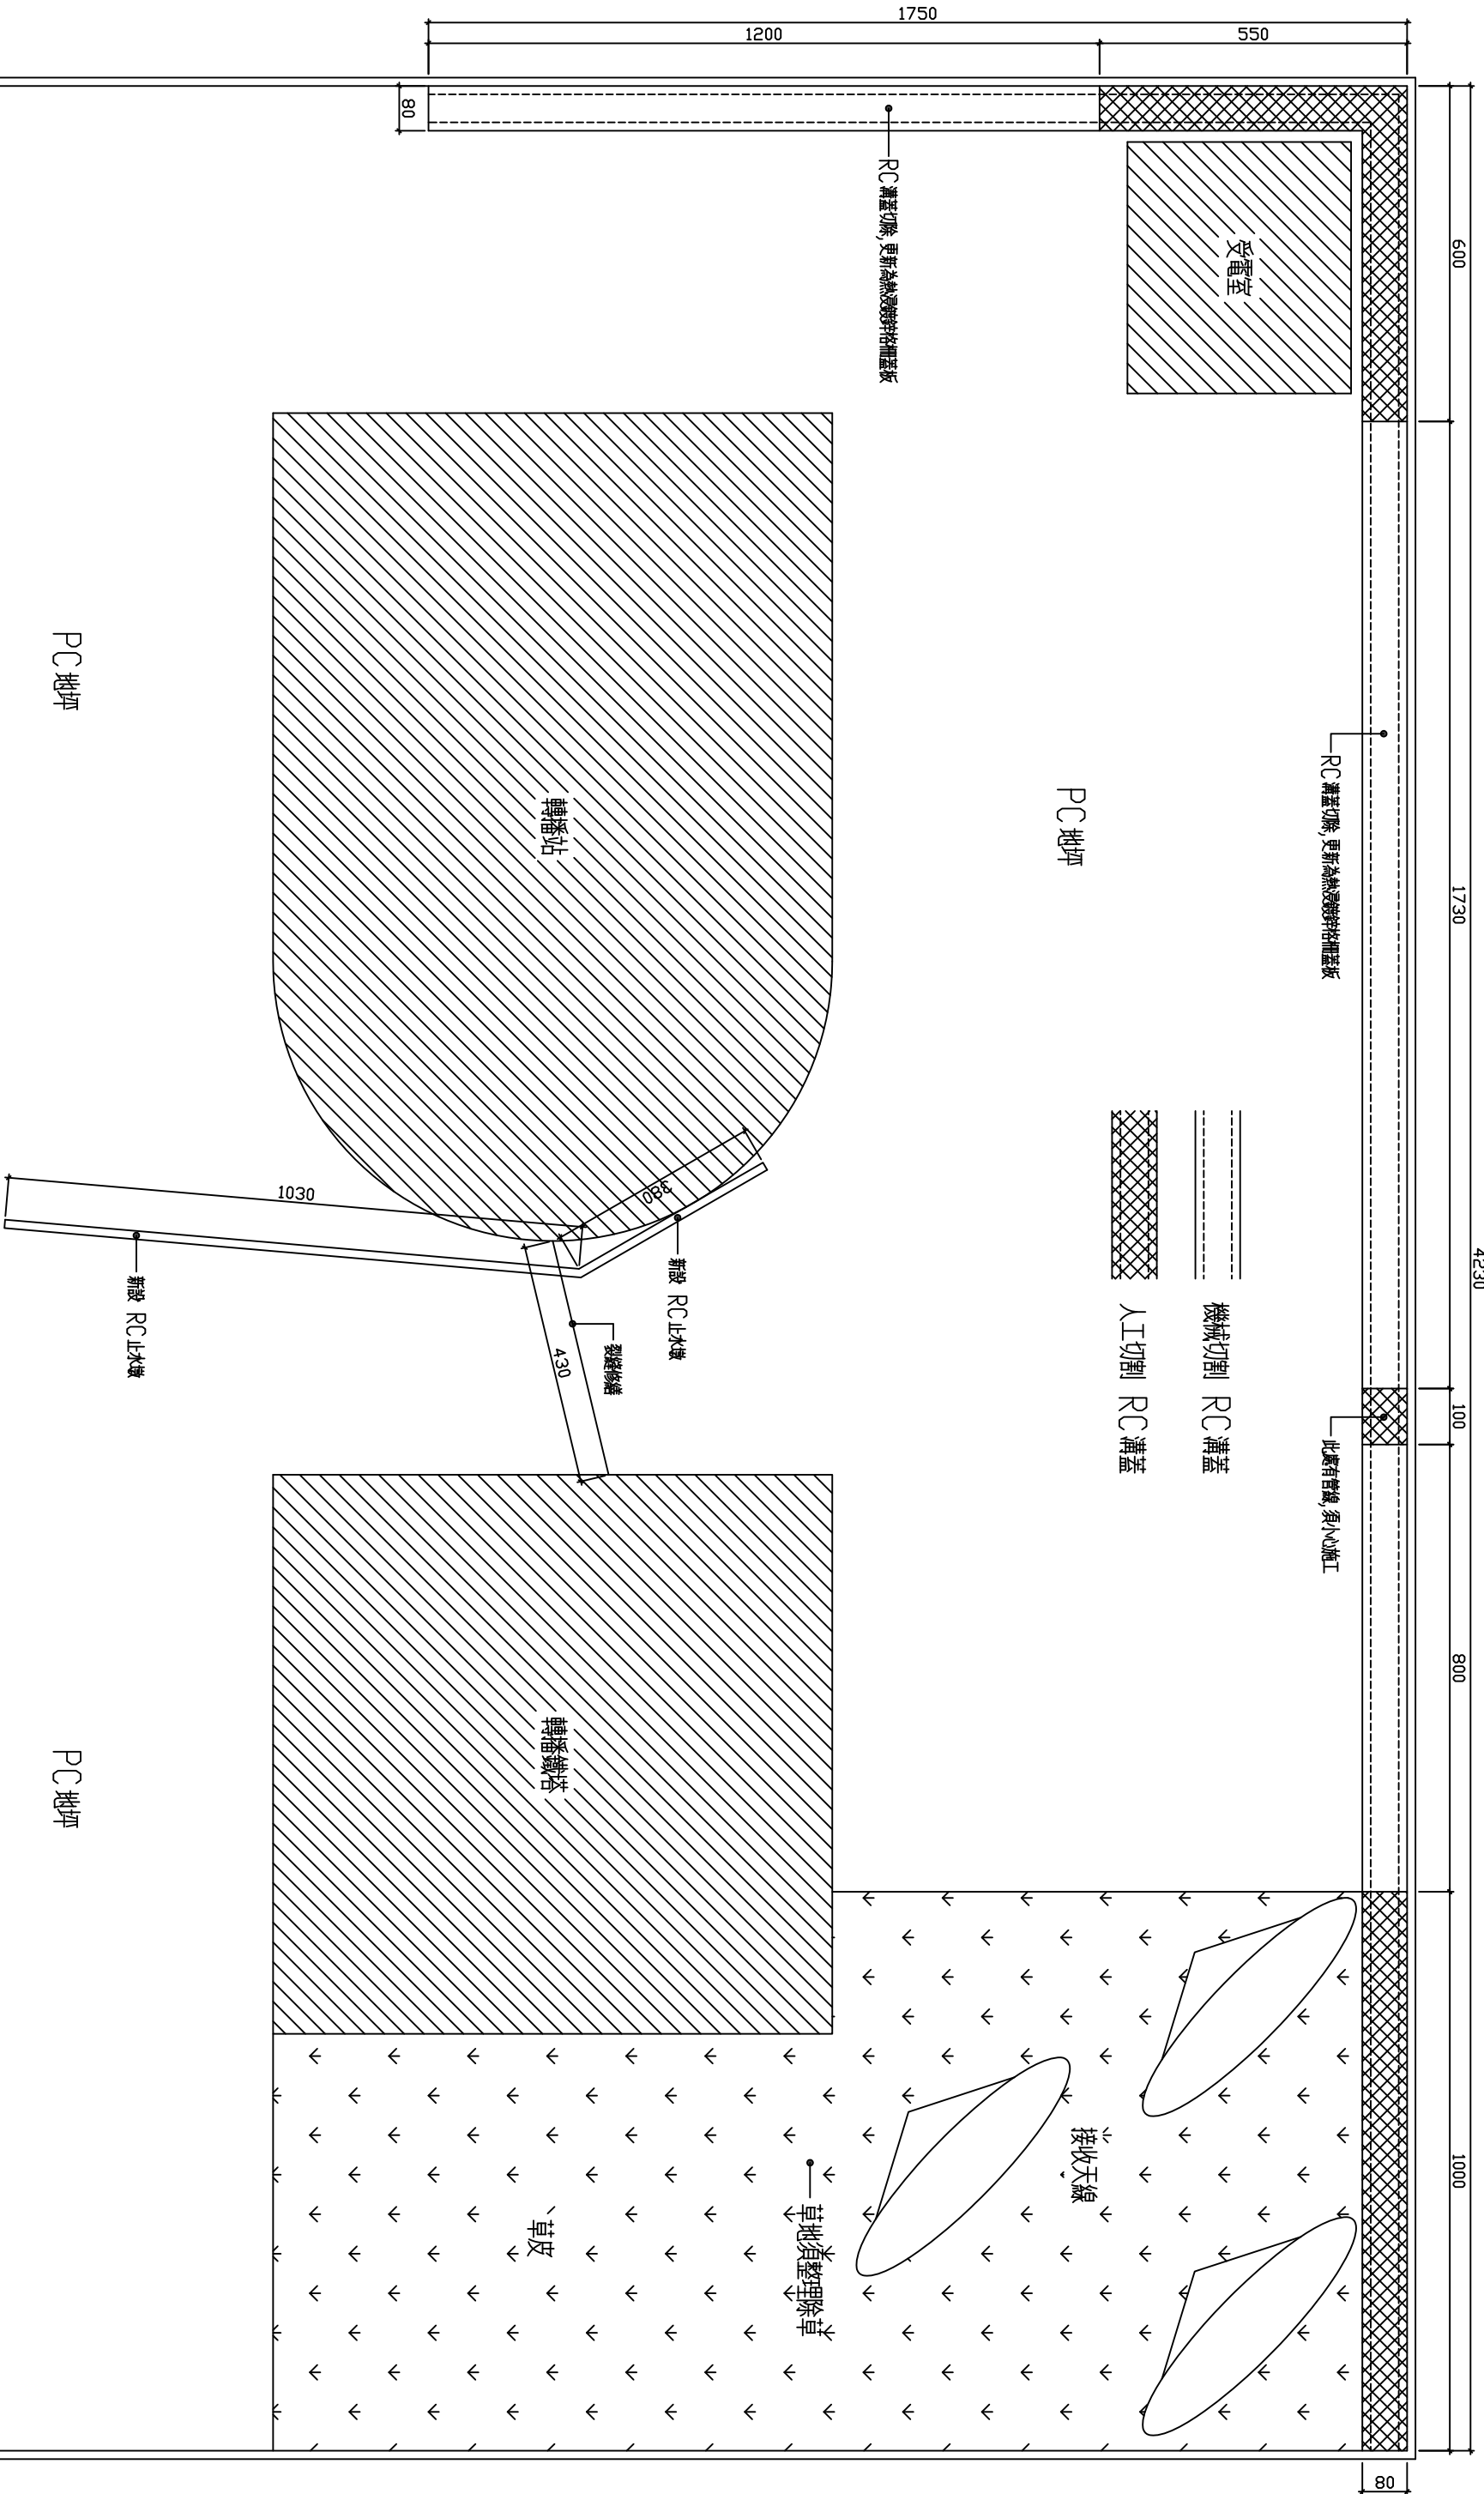 4230
600
1730
100
800
1000
80
1750
550
1200
80
受電室
RC溝蓋切除,更新為熱浸鍍鋅格柵蓋板
RC溝蓋切除,更新為熱浸鍍鋅格柵蓋板
此處有管線,須小心施工
機械切割 RC溝蓋
人工切割 RC溝蓋
PC地坪
轉播站
380
1030
430
新設 RC止水墩
裂縫修繕
新設 RC止水墩
轉播鐵塔
接收天線
草地須整理除草
草皮
PC地坪
PC地坪